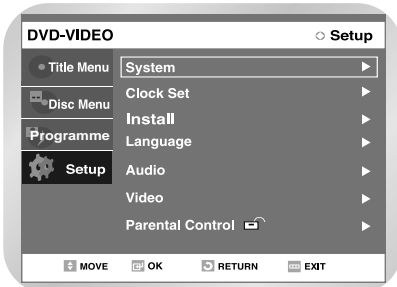 DVD-VIDEO
Setup
Title Menu
Disc Menu
Programme
Setup
System
Clock Set
Install
Language
Audio
Video
Parental Control
MOVE
OK
RETURN
EXIT